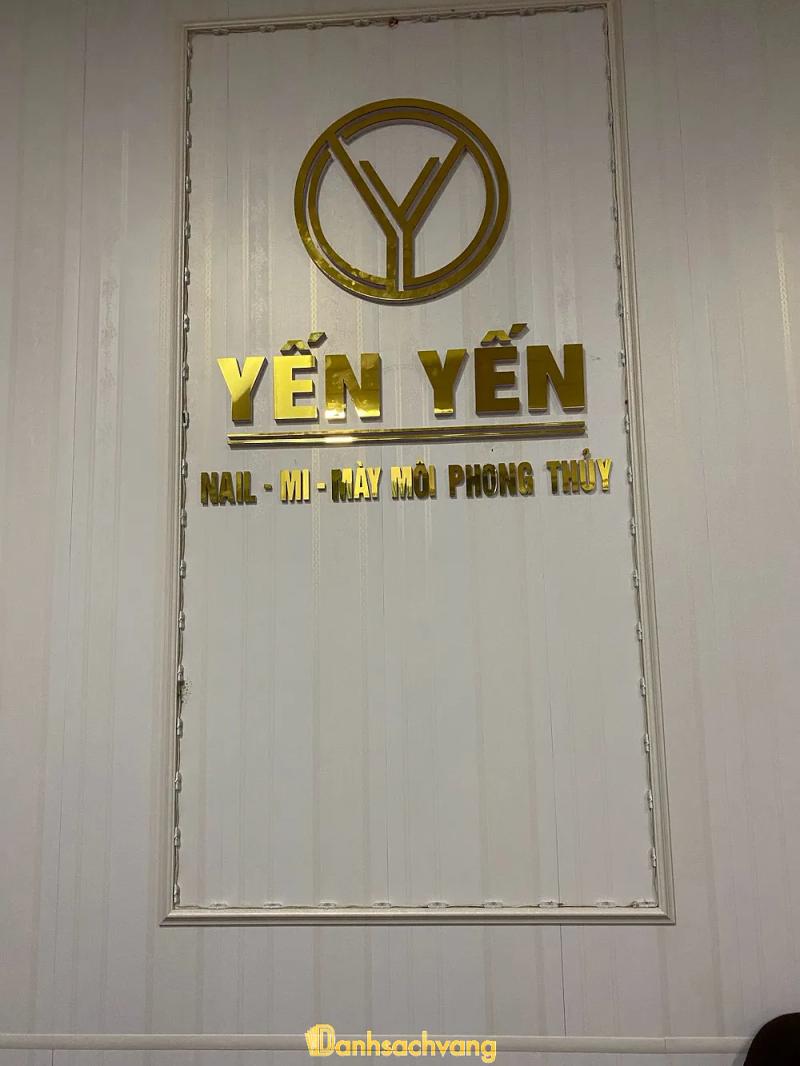 YẾN YẾN
NAIL - MI - MÀY MÔI PHONG THỦY
Danhsachvang